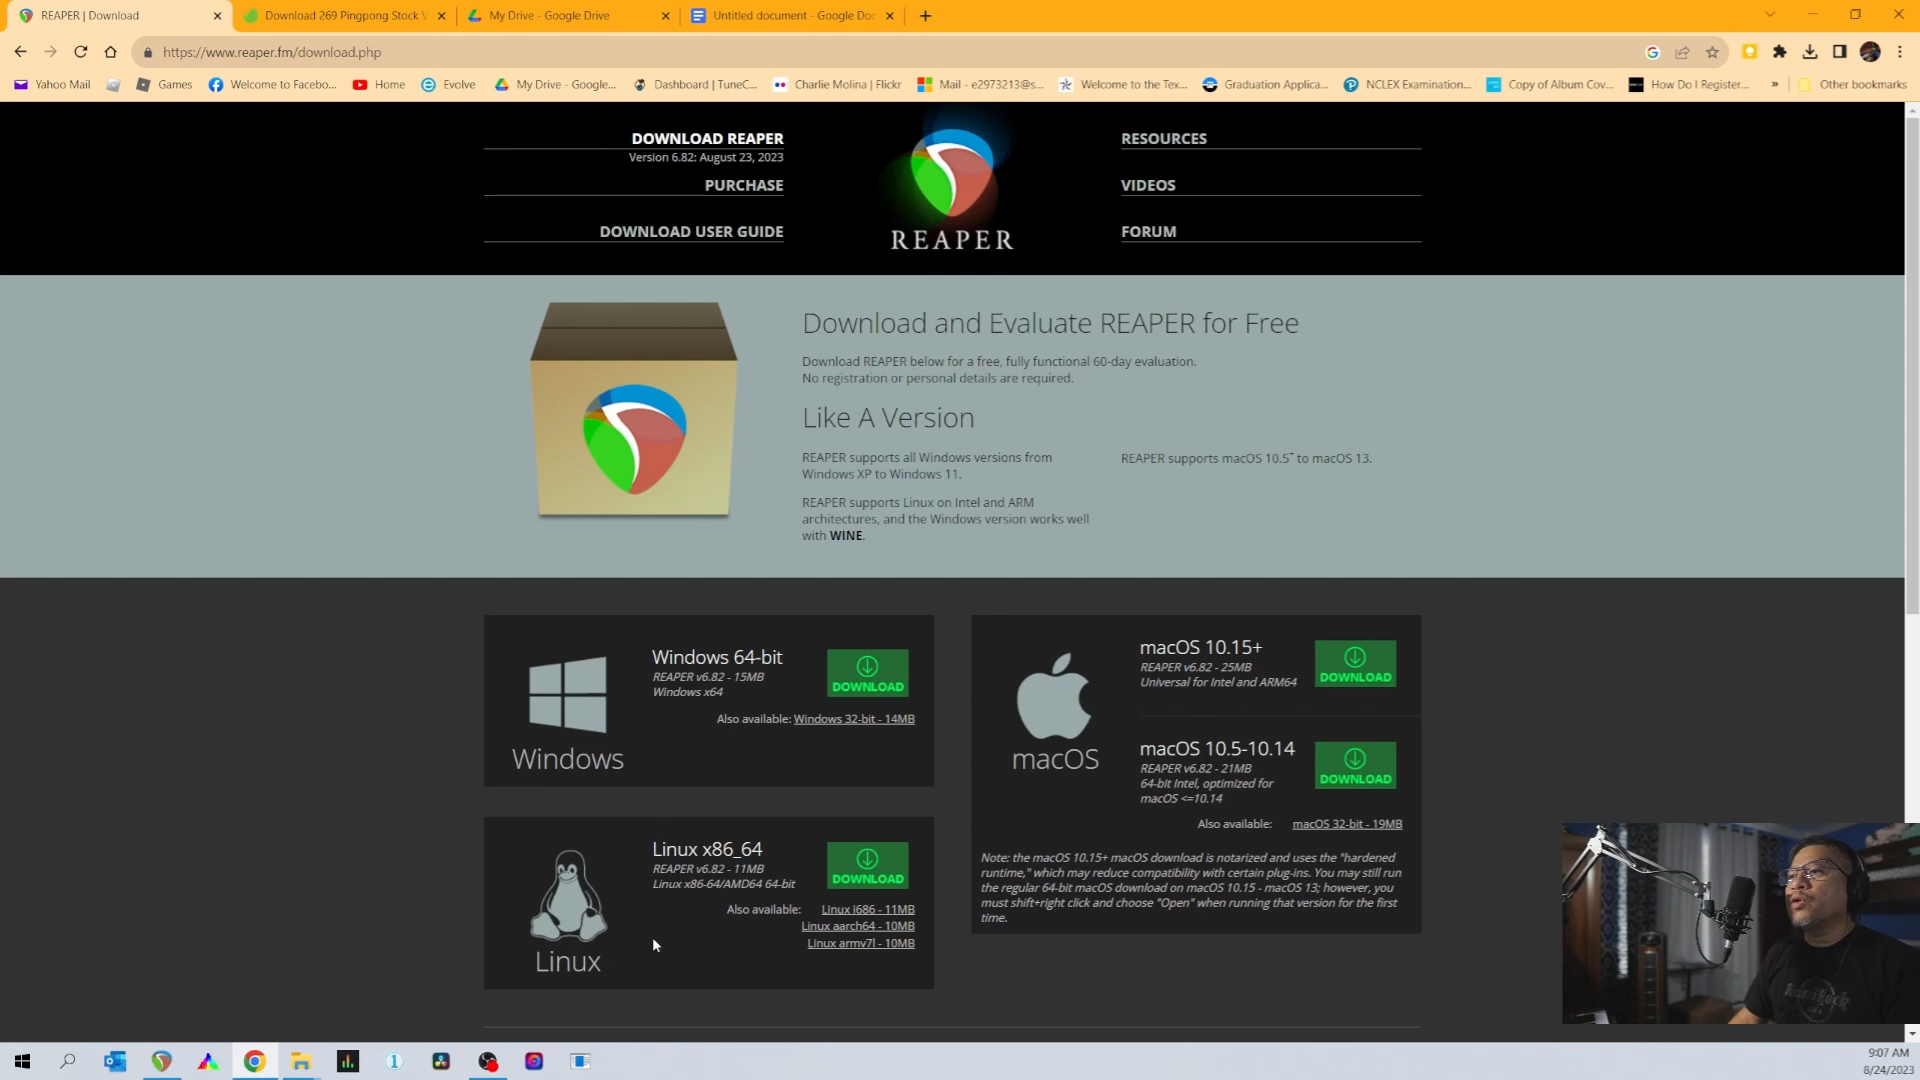 REAPER | Download
Download 269 Pingpong Stock V
My Drive - Google Drive
Untitled document - Google Doc
https://www.reaper.fm/download.php
Yahoo Mail
Games
Welcome to Facebo...
Home
Evolve
My Drive - Google...
Dashboard | TuneC...
Charlie Molina | Flickr
Mail - e2973213@s...
Welcome to the Tex...
Graduation Applica...
NCLEX Examination...
Copy of Album Cov...
How Do I Register...
»
Other bookmarks
DOWNLOAD REAPER
Version 6.82: August 23, 2023
PURCHASE
DOWNLOAD USER GUIDE
REAPER
RESOURCES
VIDEOS
FORUM
Download and Evaluate REAPER for Free
Download REAPER below for a free, fully functional 60-day evaluation.
No registration or personal details are required.
Like A Version
REAPER supports all Windows versions from
Windows XP to Windows 11.
REAPER supports Linux on Intel and ARM
architectures, and the Windows version works well
with WINE.
REAPER supports macOS 10.5* to macOS 13.
Windows
Windows 64-bit
REAPER v6.82 - 15MB
Windows x64
DOWNLOAD
Also available: Windows 32-bit - 14MB
Linux
Linux x86_64
REAPER v6.82 - 11MB
Linux x86-64/AMD64 64-bit
DOWNLOAD
Also available: Linux i686 - 11MB
Linux aarch64 - 10MB
Linux armv7l - 10MB
macOS
macOS 10.15+
REAPER v6.82 - 25MB
Universal for Intel and ARM64
DOWNLOAD
macOS 10.5-10.14
REAPER v6.82 - 21MB
64-bit Intel, optimized for
macOS <=10.14
DOWNLOAD
Also available: macOS 32-bit - 19MB
Note: the macOS 10.15+ macOS download is notarized and uses the "hardened
runtime," which may reduce compatibility with certain plug-ins. You may still run
the regular 64-bit macOS download on macOS 10.15 - macOS 13; however, you
must shift+right click and choose "Open" when running that version for the first
time.
Hard Rock
9:07 AM
8/24/2023